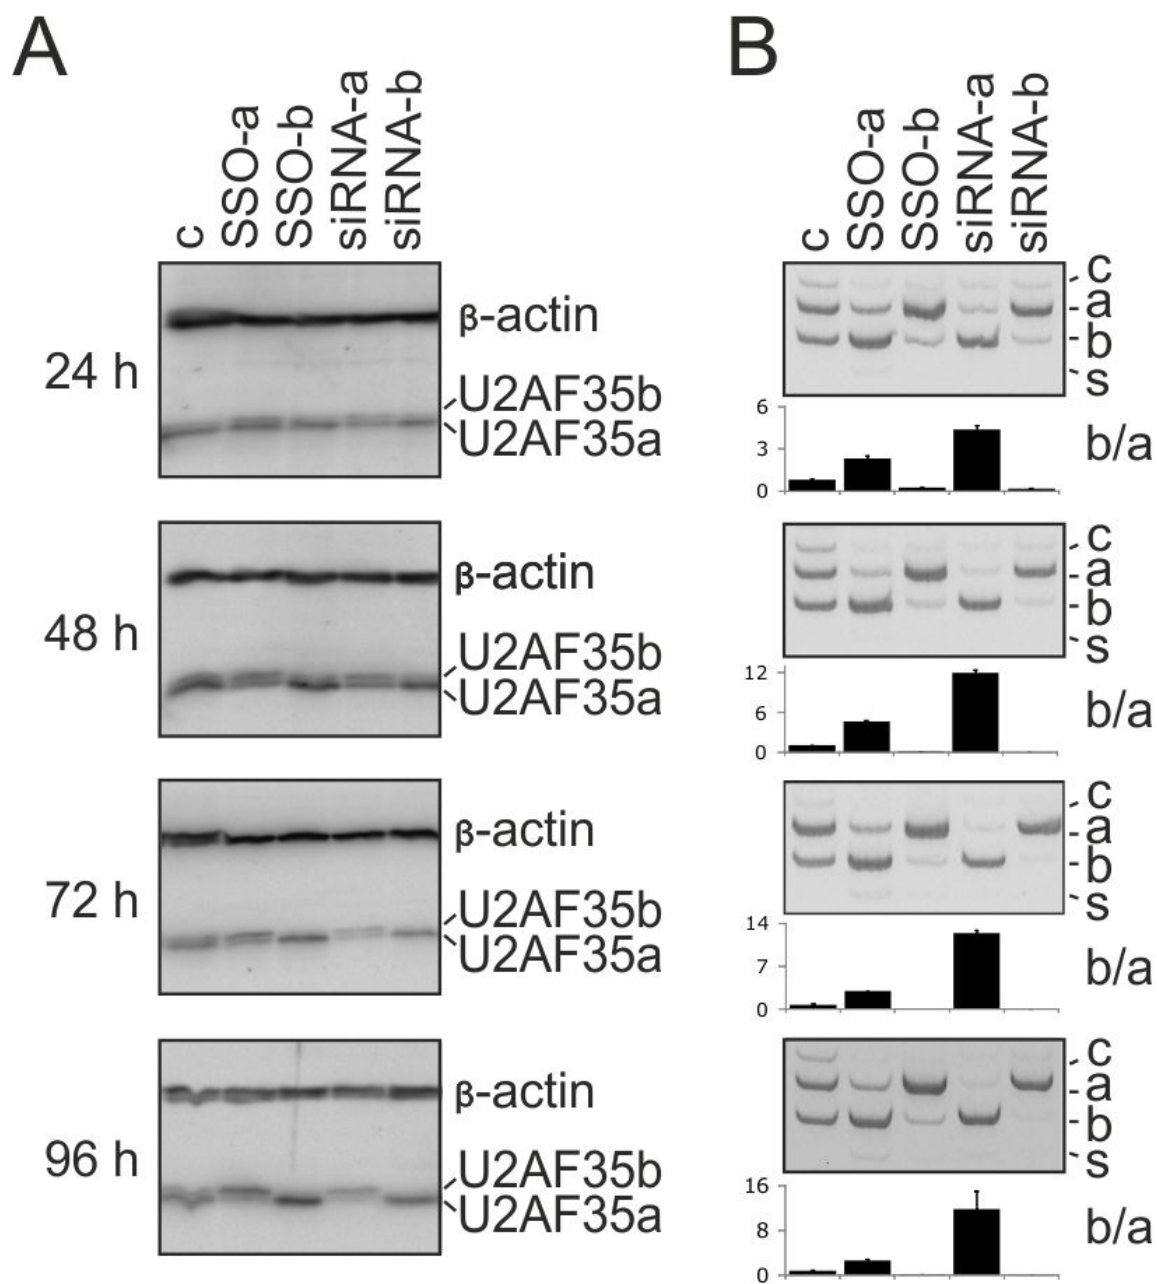 A
c
SSO-a
SSO-b
siRNA-a
siRNA-b
24 h
β-actin
U2AF35b
U2AF35a
48 h
β-actin
U2AF35b
U2AF35a
72 h
β-actin
U2AF35b
U2AF35a
96 h
β-actin
U2AF35b
U2AF35a
B
c
SSO-a
SSO-b
siRNA-a
siRNA-b
c
a
b
s
6
3
0
b/a
c
a
b
s
12
6
0
b/a
c
a
b
s
14
7
0
b/a
c
a
b
s
16
8
0
b/a